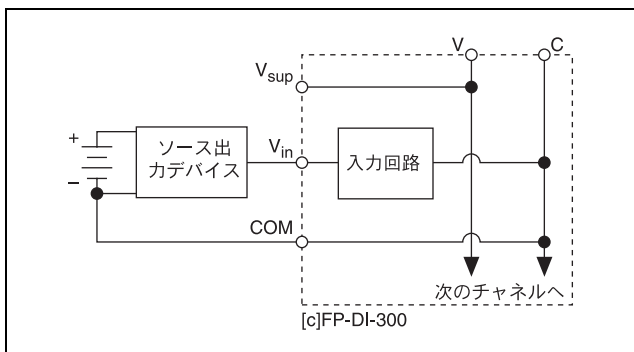 V C
Vsup
+
−
ソース出
力デバイス
Vin
入力回路
COM
次のチャネルへ
[c]FP-DI-300